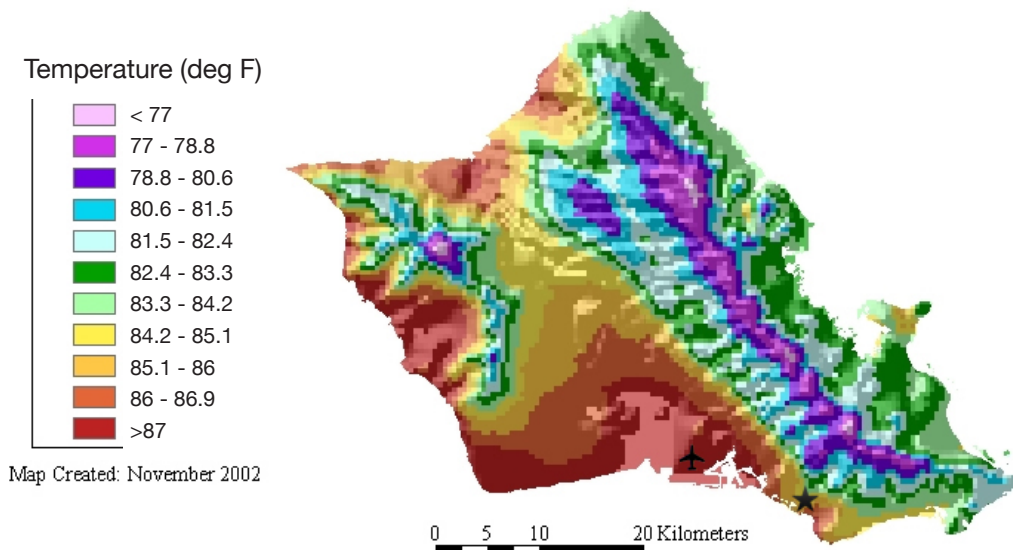 Temperature (deg F)
< 77
77 - 78.8
78.8 - 80.6
80.6 - 81.5
81.5 - 82.4
82.4 - 83.3
83.3 - 84.2
84.2 - 85.1
85.1 - 86
86 - 86.9
>87
Map Created: November 2002
0 5 10 20 Kilometers